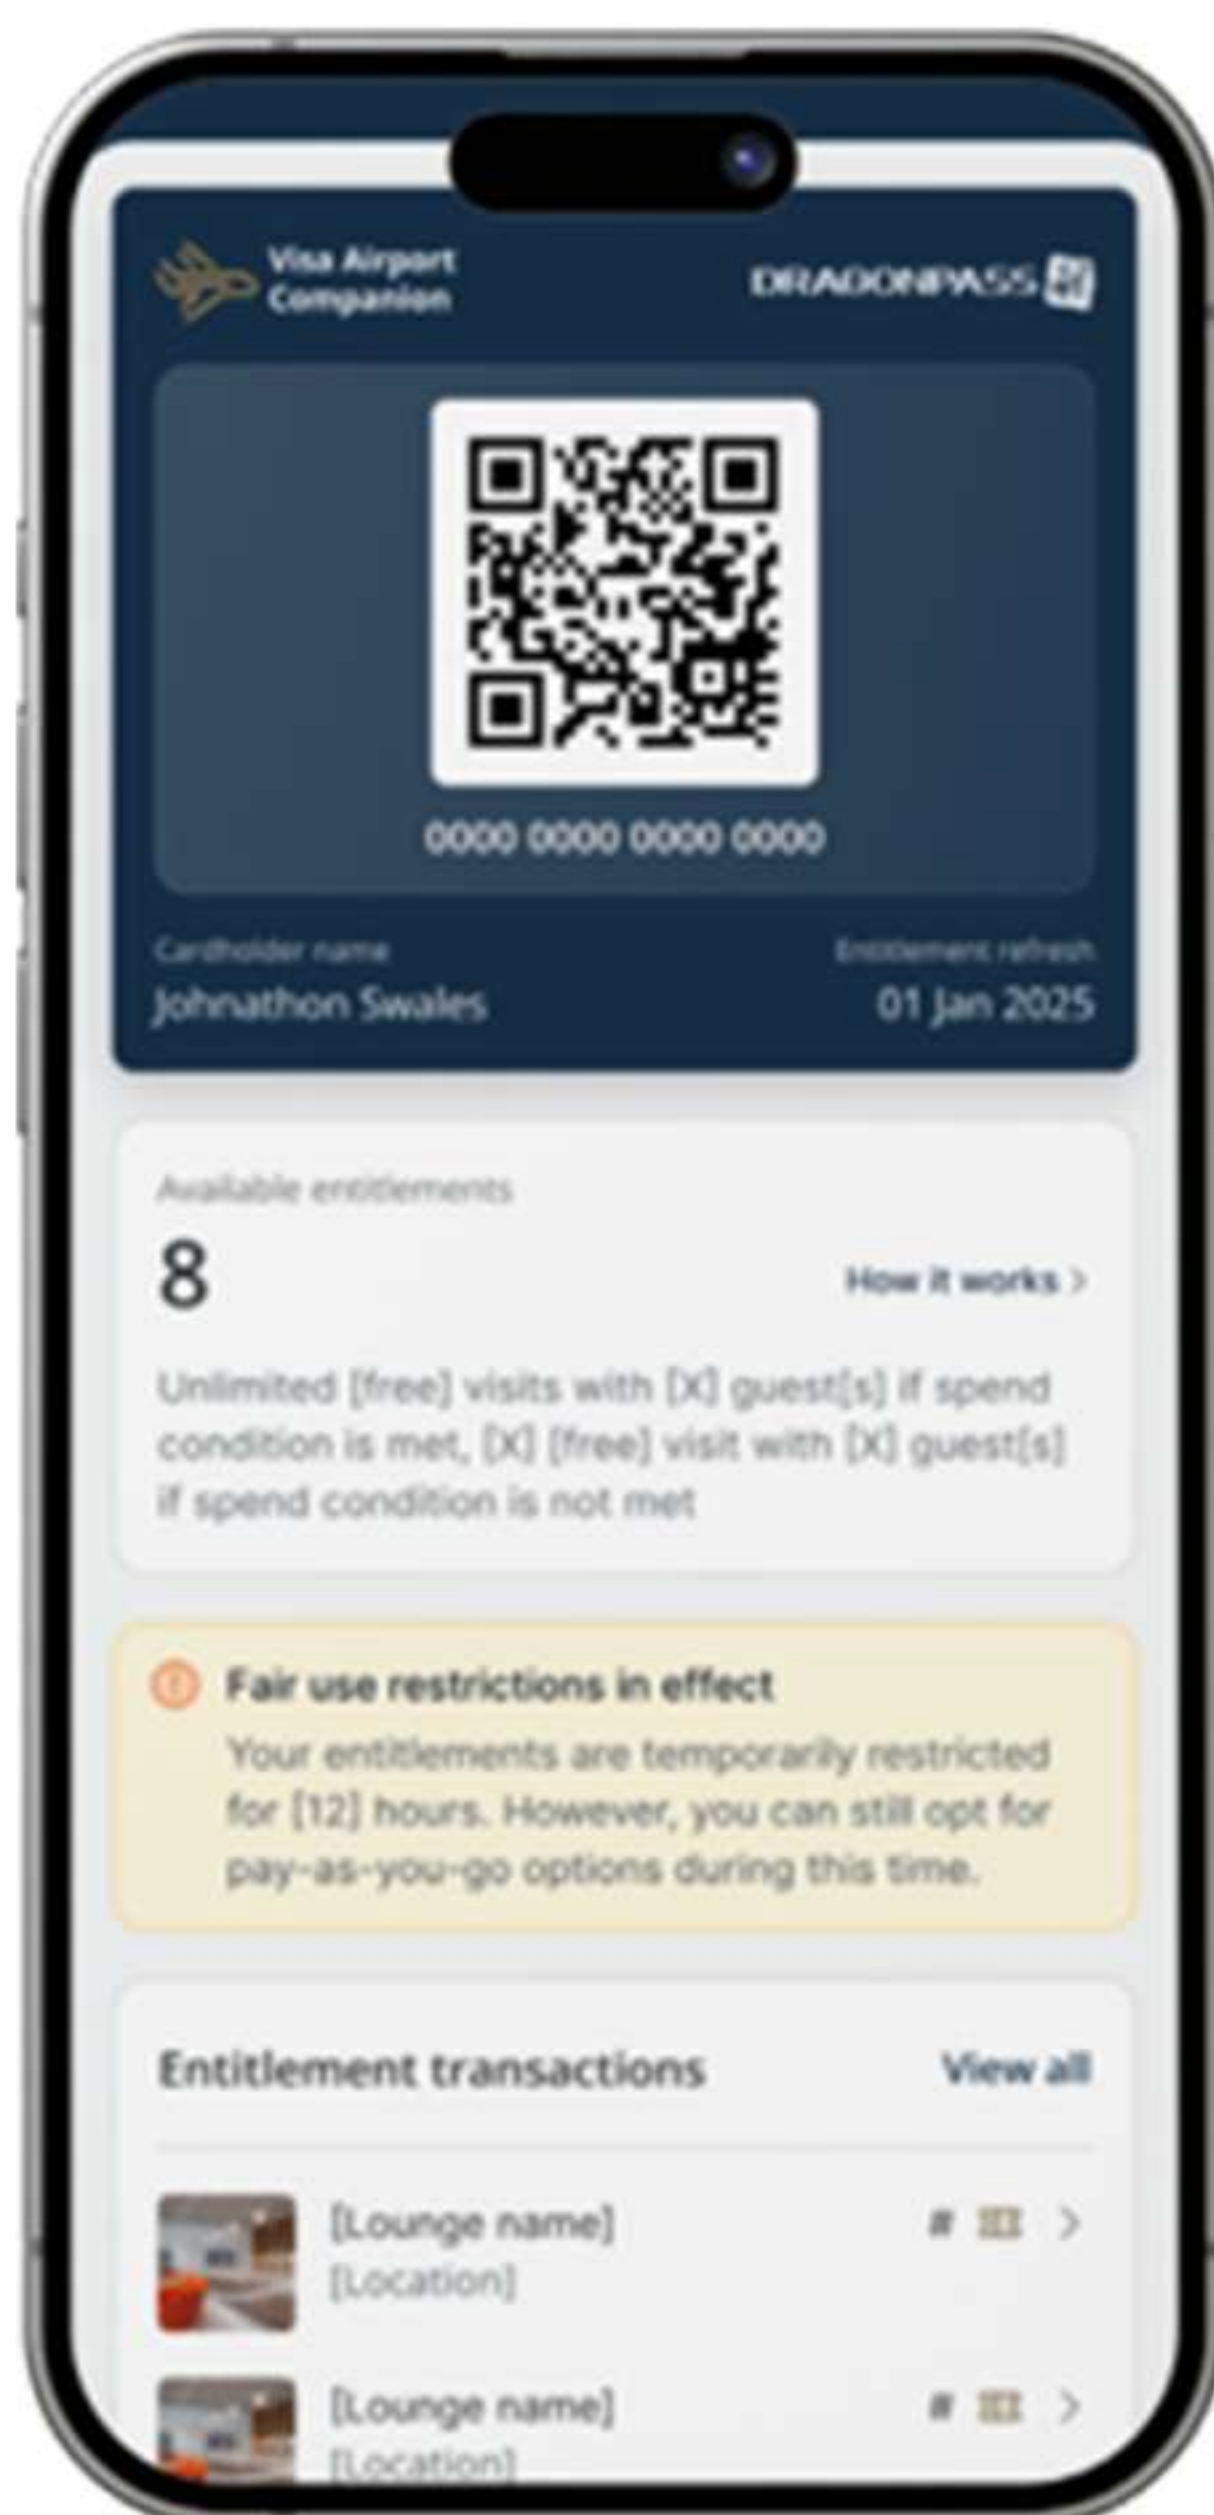 Visa Airport
Companion
DRAGONPASS
0000 0000 0000 0000
Cardholder name
Entitlement refresh
Johnathon Swales
01 Jan 2025
Available entitlements
8
How it works >
Unlimited [free] visits with [X] guest[s] if spend
condition is met, [X] [free] visit with [X] guest[s]
if spend condition is not met
Fair use restrictions in effect
Your entitlements are temporarily restricted
for [12] hours. However, you can still opt for
pay-as-you-go options during this time.
Entitlement transactions
View all
[Lounge name]
# >
[Location]
[Lounge name]
# >
[Location]